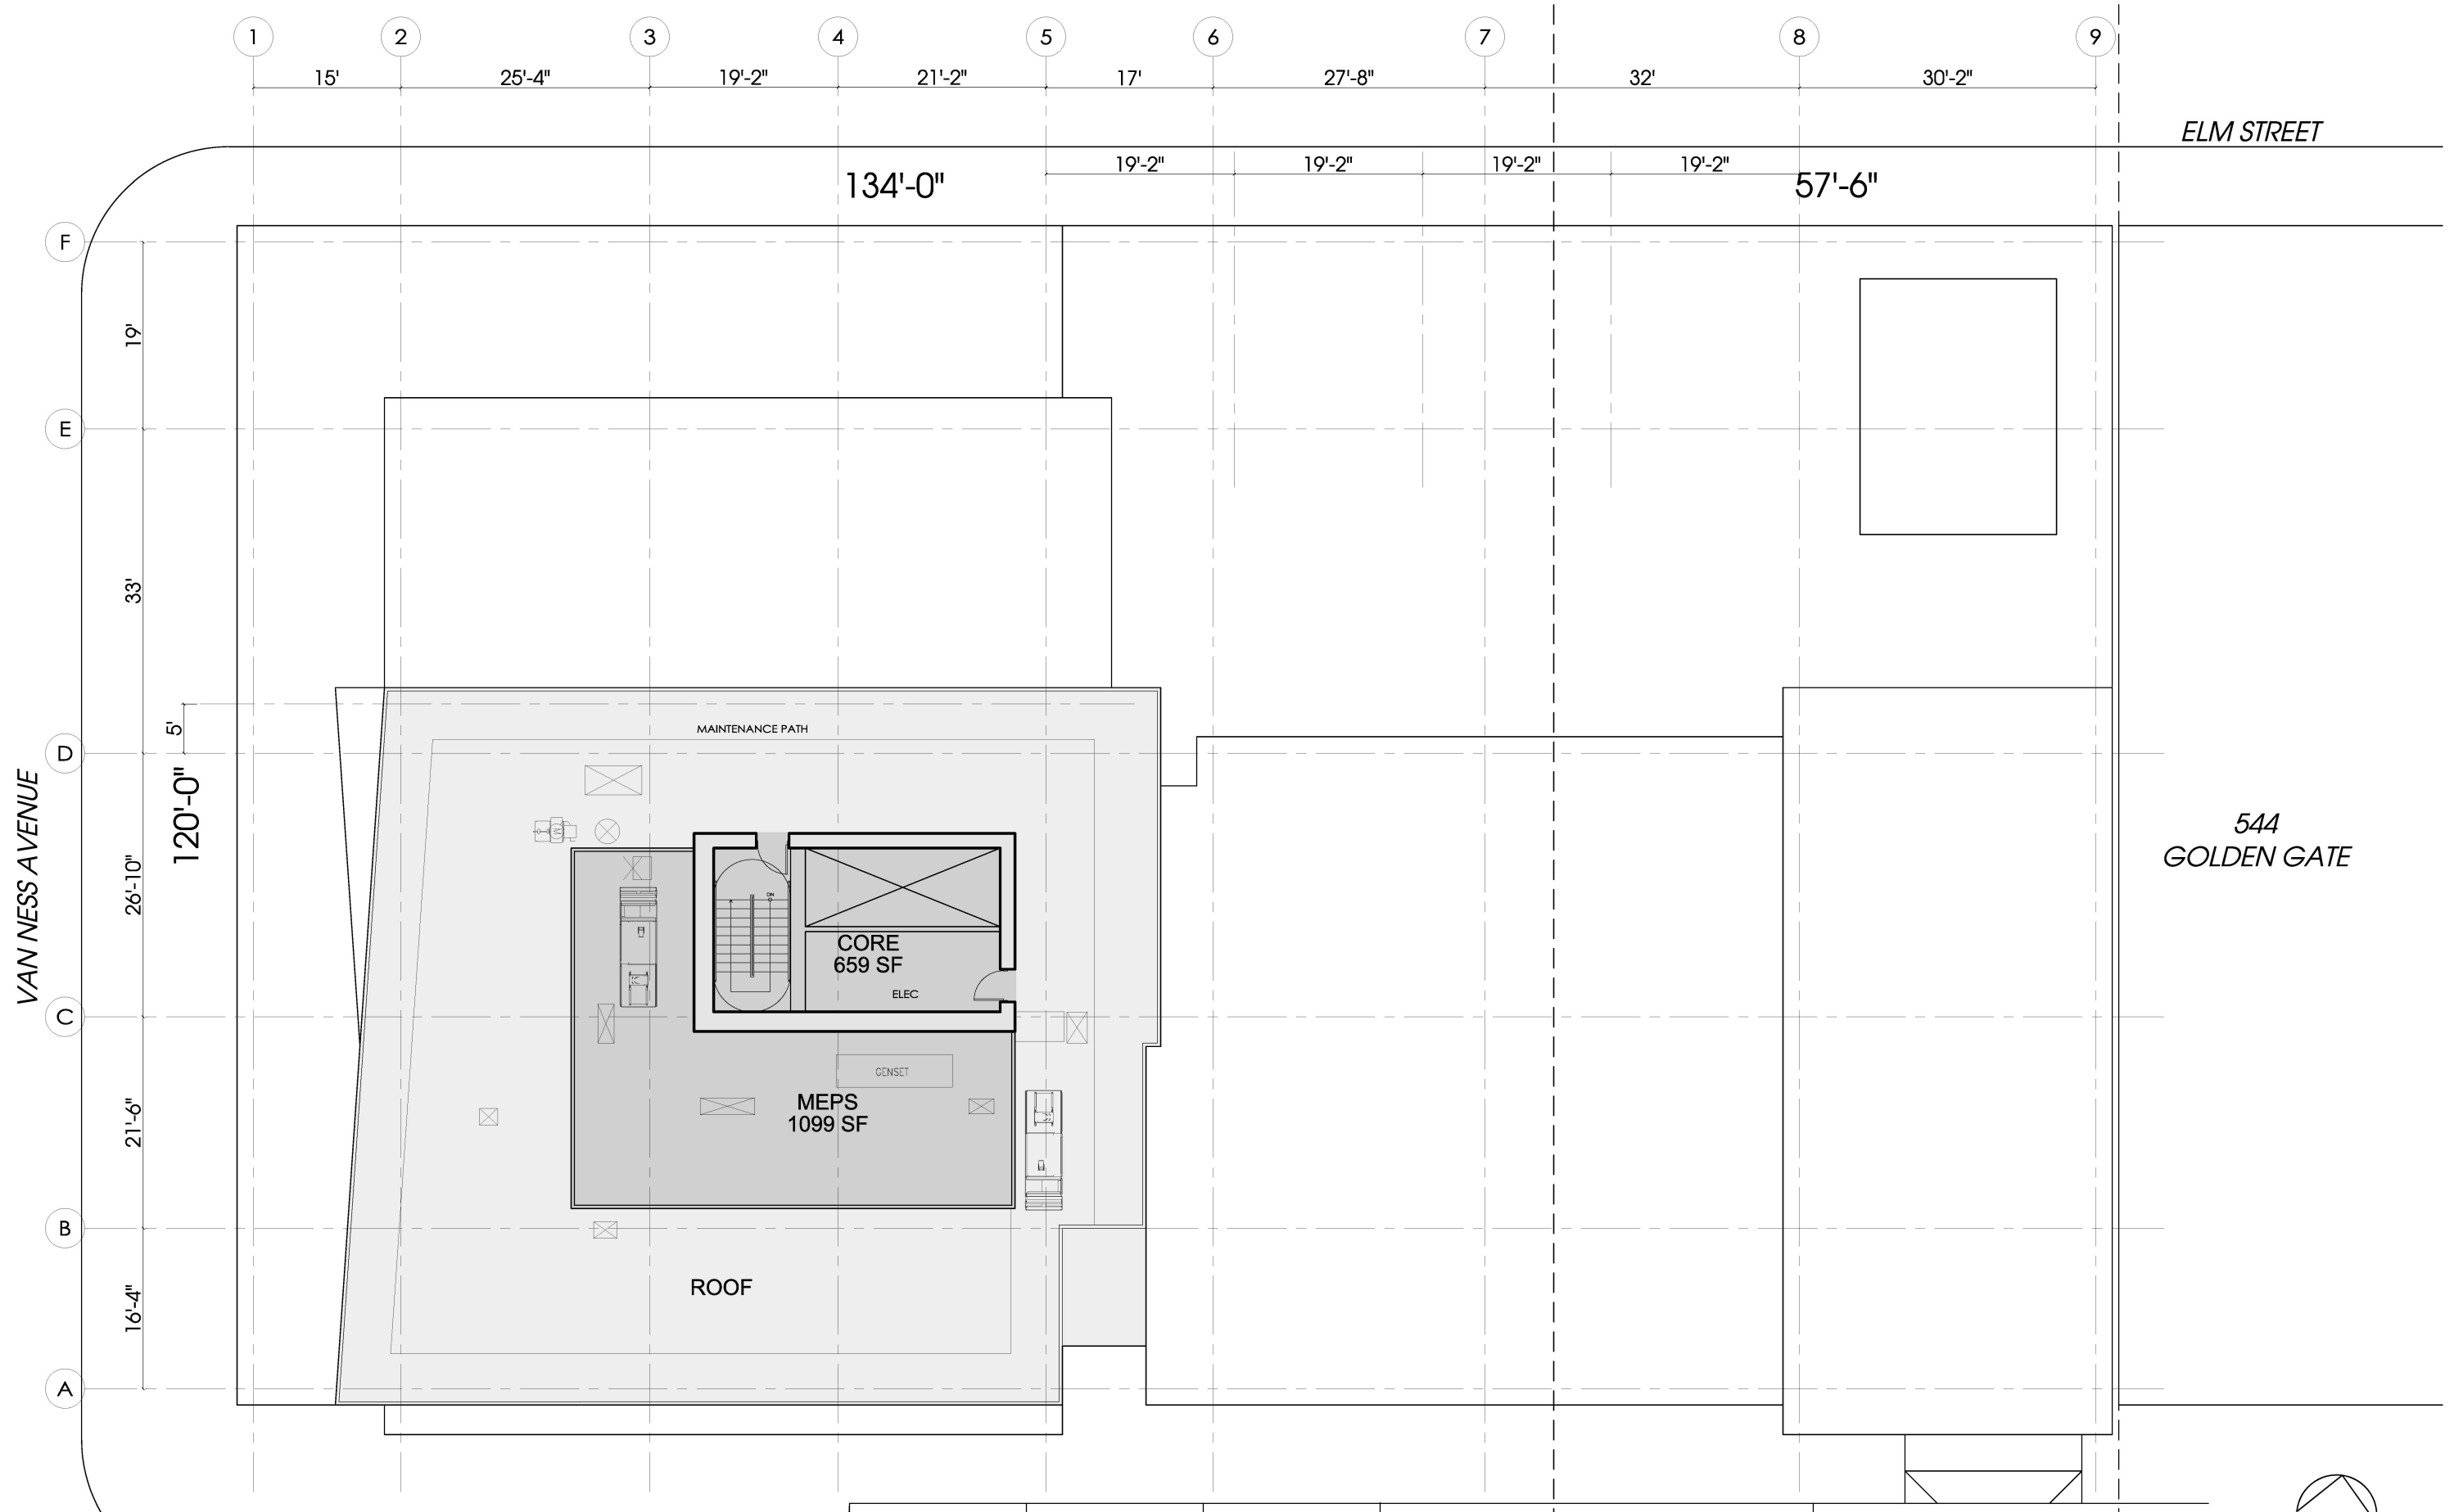 1 2 3 4 5 6 7 8 9
15' 25'-4" 19'-2" 21'-2" 17' 27'-8" 32' 30'-2"
ELM STREET
19'-2" 19'-2" 19'-2" 19'-2"
134'-0" 57'-6"
F
19'
E
33'
5'
MAINTENANCE PATH
D
120'-0"
VAN NESS AVENUE
544
GOLDEN GATE
26'-10"
M
DN
CORE
659 SF
ELEC
C
GENSET
MEPS
1099 SF
21'-6"
B
ROOF
16'-4"
A